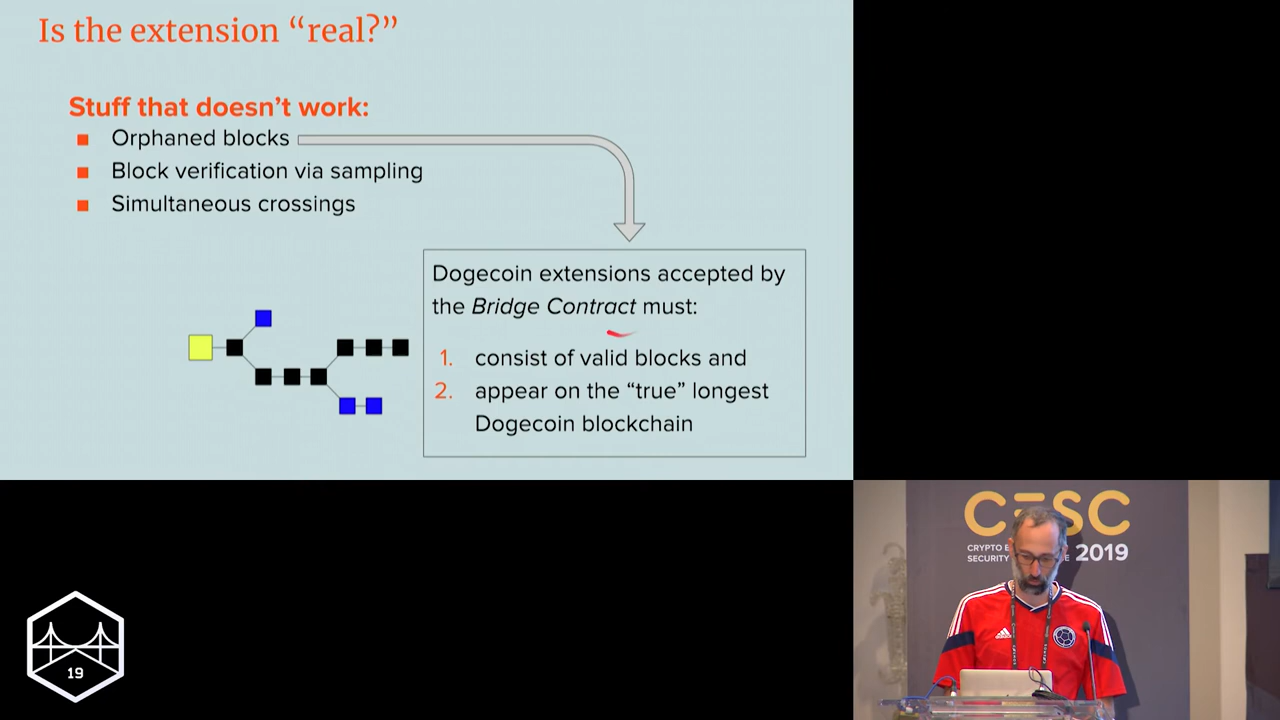 Is the extension “real?”
Stuff that doesn’t work:
Orphaned blocks
Block verification via sampling
Simultaneous crossings
Dogecoin extensions accepted by
the Bridge Contract must:
1. consist of valid blocks and
2. appear on the “true” longest
Dogecoin blockchain
CESC
CRYPTO E
SECURITY E 2019
19